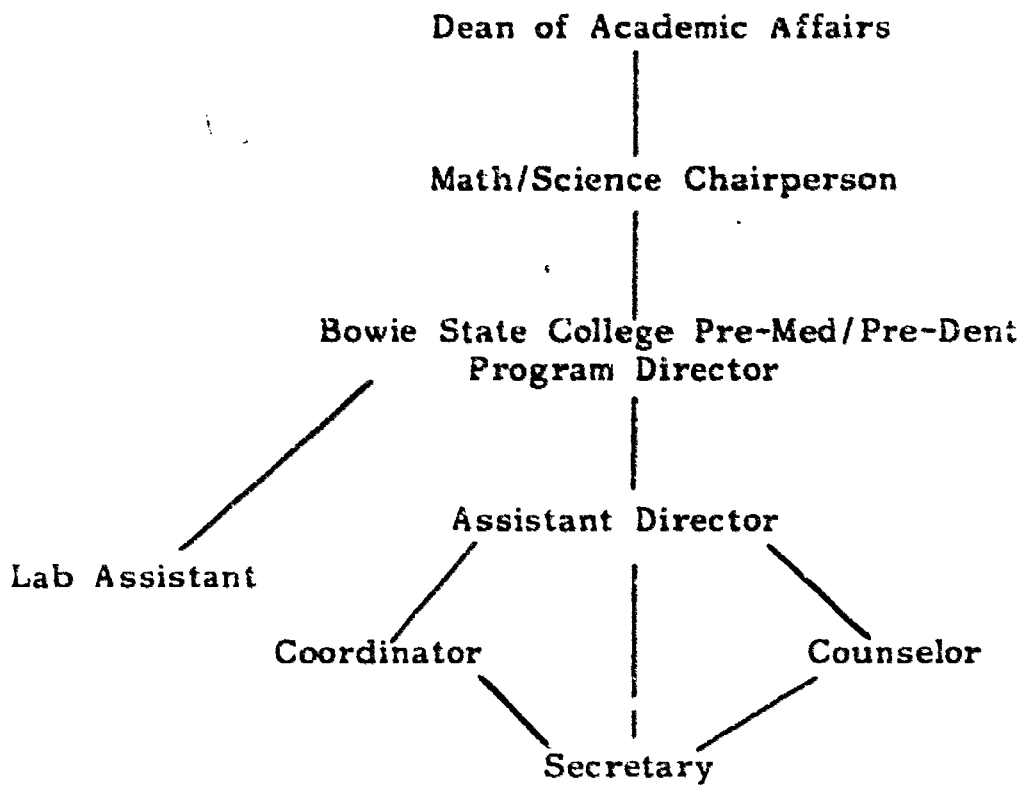 Dean of Academic Affairs
Math/Science Chairperson
Bowie State College Pre-Med/Pre-Dent
Program Director
Assistant Director
Lab Assistant
Coordinator
Counselor
Secretary